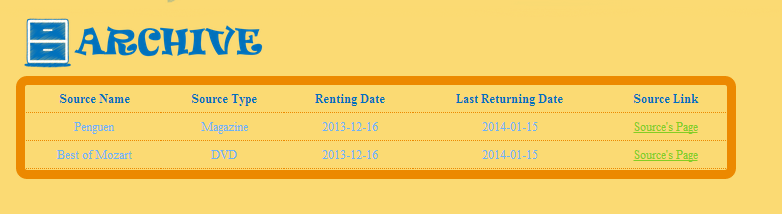 ARCHIVE
Source Name Source Type Renting Date Last Returning Date Source Link
Penguen Magazine 2013-12-16 2014-01-15 Source's Page
Best of Mozart DVD 2013-12-16 2014-01-15 Source's Page